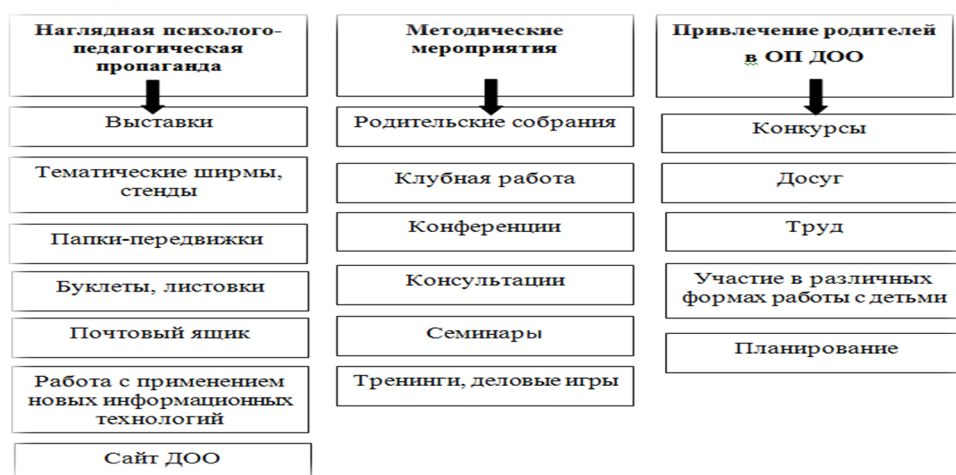 Наглядная психолого-
педагогическая
пропаганда
Выставки
Тематические ширмы,
стенды
Папки-передвижки
Буклеты, листовки
Почтовый ящик
Работа с применением
новых информационных
технологий
Сайт ДОО
Методические
мероприятия
Родительские собрания
Клубная работа
Конференции
Консультации
Семинары
Тренинги, деловые игры
Привлечение родителей
в ОП ДОО
Конкурсы
Досуг
Труд
Участие в различных
формах работы с детьми
Планирование